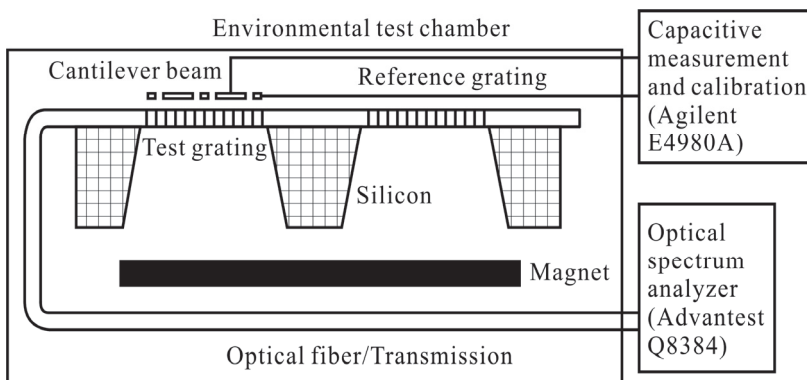 Environmental test chamber
Cantilever beam
Reference grating
Test grating
Silicon
Magnet
Optical fiber/Transmission
Capacitive
measurement
and calibration
(Agilent
E4980A)
Optical
spectrum
analyzer
(Advantest
Q8384)